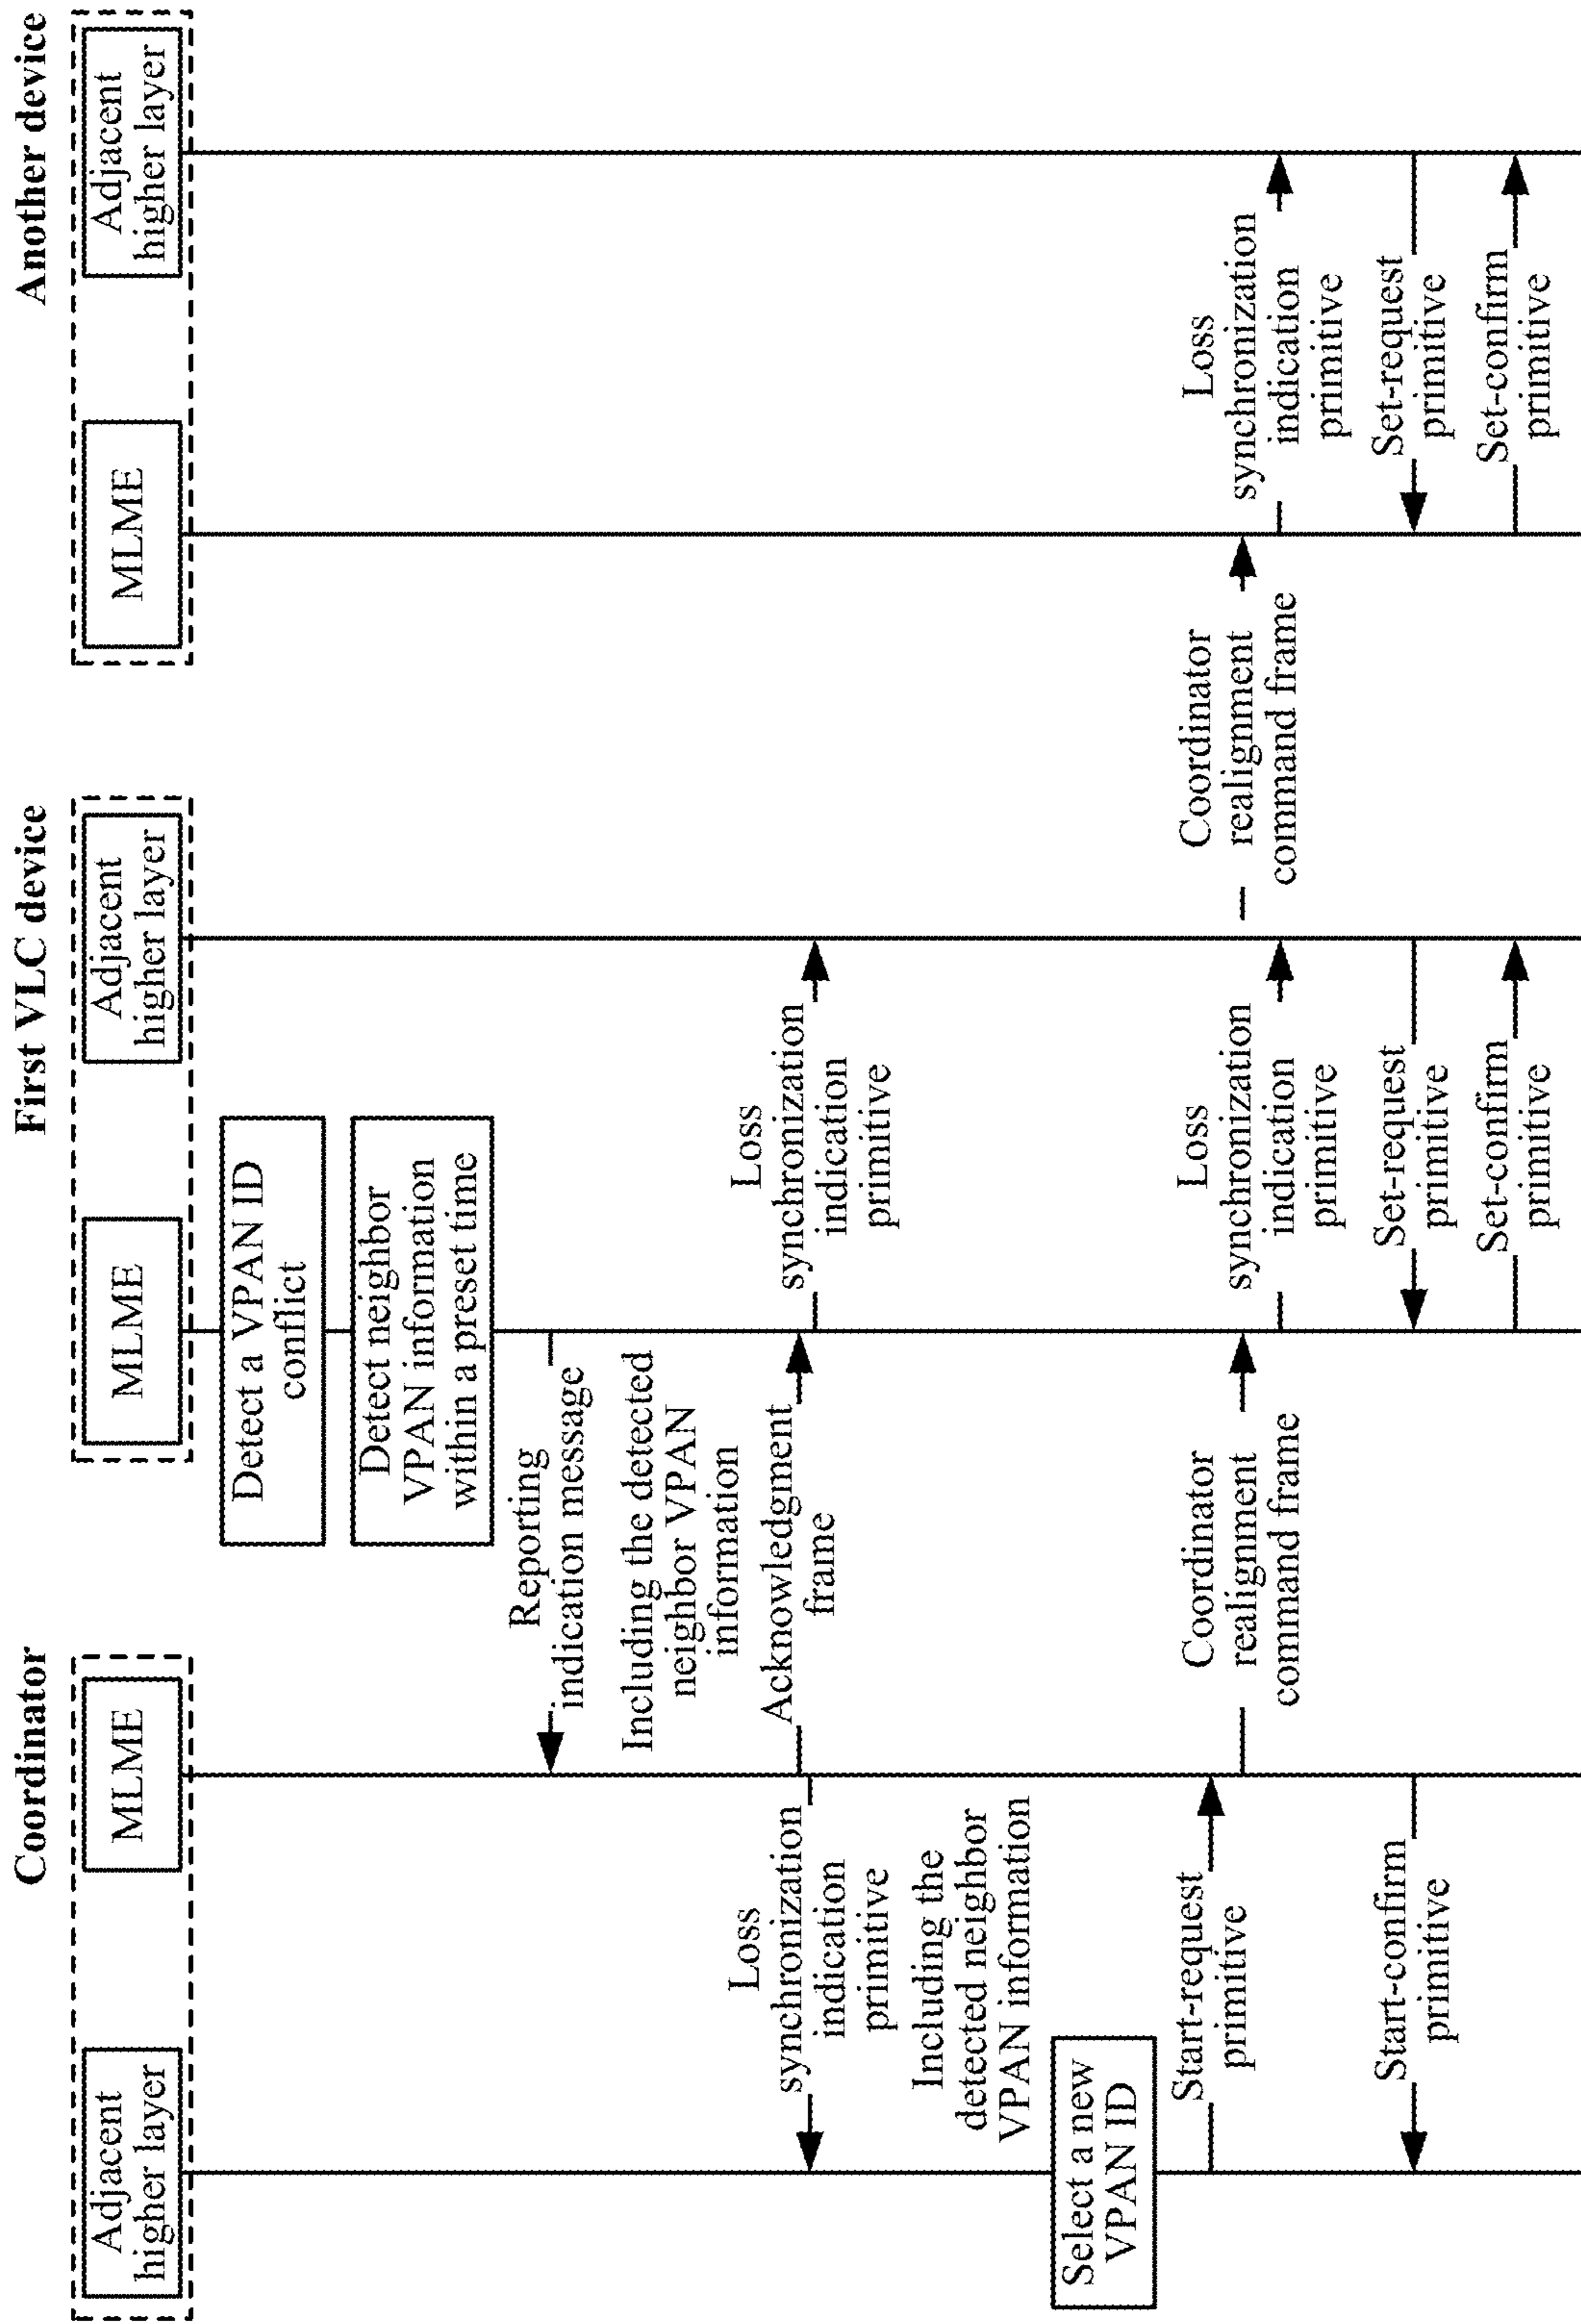 Coordinator
First VLC device
Another device
Adjacent
higher layer
MLME
MLME
Adjacent
higher layer
MLME
Adjacent
higher layer
Detect a VPAN ID
conflict
Detect neighbor
VPAN information
within a preset time
Reporting
indication message
Including the detected
neighbor VPAN
information
Acknowledgment
frame
Loss
synchronization
indication
primitive
Including the
detected neighbor
VPAN information
Loss
synchronization
indication
primitive
Select a new
VPAN ID
Start-request
primitive
Coordinator
realignment
command frame
Coordinator
realignment
command frame
Loss
synchronization
indication
primitive
Loss
synchronization
indication
primitive
Start-confirm
primitive
Set-request
primitive
Set-request
primitive
Set-confirm
primitive
Set-confirm
primitive